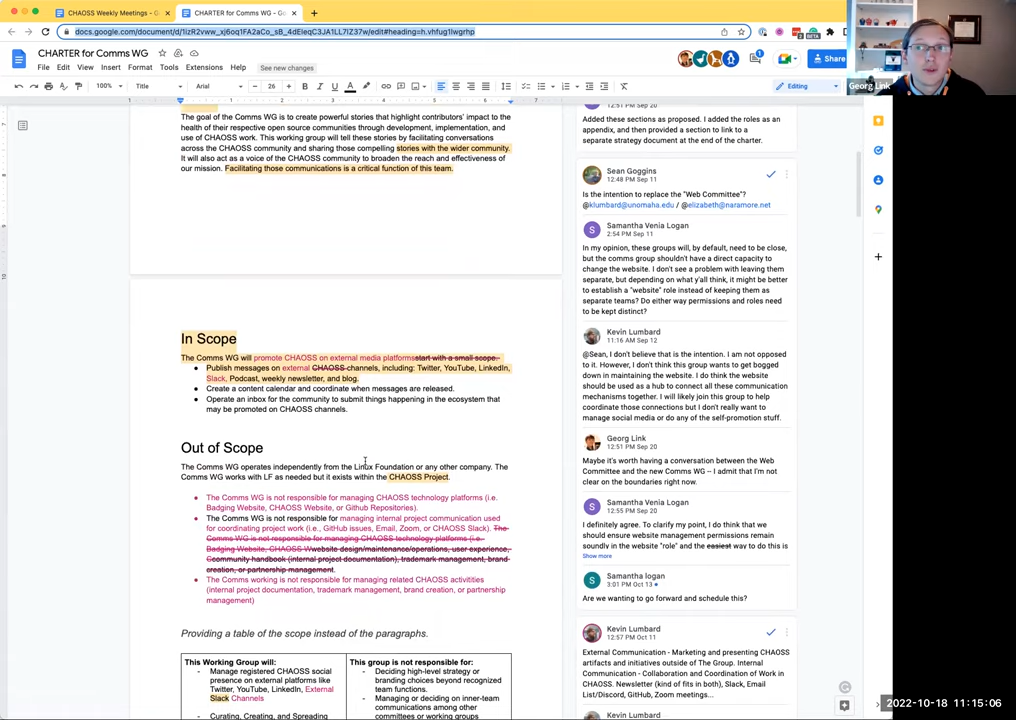 CHAOSS Weekly Meetings - G
CHARTER for Comms WG - Go
docs.google.com/document/d/1izR2vww_xj6oq1FA2aCo_sB_4dEIeqC3JA1LL7IZ37w/edit#heading=h.vhfug1lwgrhp
CHARTER for Comms WG
File Edit View Insert Format Tools Extensions Help See new changes
Share
Georg Link
100% Title Arial 26 Editing
The goal of the Comms WG is to create powerful stories that highlight contributors' impact to the
health of their respective open source communities through development, implementation, and
use of CHAOSS work. This working group will tell these stories by facilitating conversations
across the CHAOSS community and sharing those compelling stories with the wider community.
It will also act as a voice of the CHAOSS community to broaden the reach and effectiveness of
our mission. Facilitating those communications is a critical function of this team.
In Scope
The Comms WG will promote CHAOSS on external media platformsstart with a small scope.
● Publish messages on external CHAOSS channels, including: Twitter, YouTube, LinkedIn,
Slack, Podcast, weekly newsletter, and blog.
● Create a content calendar and coordinate when messages are released.
● Operate an inbox for the community to submit things happening in the ecosystem that
may be promoted on CHAOSS channels.
Out of Scope
The Comms WG operates independently from the Linux Foundation or any other company. The
Comms WG works with LF as needed but it exists within the CHAOSS Project.
● The Comms WG is not responsible for managing CHAOSS technology platforms (i.e.
Badging Website, CHAOSS Website, or Github Repositories).
● The Comms WG is not responsible for managing internal project communication used
for coordinating project work (i.e., GitHub issues, Email, Zoom, or CHAOSS Slack). The
Comms WG is not responsible for managing CHAOSS technology platforms (i.e.
Badging Website, CHAOSS Wwebsite design/maintenance/operations, user experience,
Ccommunity handbook (internal project documentation), trademark management, brand
creation, or partnership management.
● The Comms working is not responsible for managing related CHAOSS activities
(internal project documentation, trademark management, brand creation, or partnership
management)
Providing a table of the scope instead of the paragraphs.
This Working Group will:
- Manage registered CHAOSS social
presence on external platforms like
Twitter, YouTube, LinkedIn, External
Slack Channels
- Curating, Creating, and Spreading
This group is not responsible for:
- Deciding high-level strategy or
branding choices beyond recognized
team functions.
- Managing or deciding on inner-team
communications among other
committees or working groups
12:51 PM Sep 20
Added these sections as proposed. I added the roles as an
appendix, and then provided a section to link to a
separate strategy document at the end of the charter.
Sean Goggins
12:48 PM Sep 11
Is the intention to replace the "Web Committee"?
@klumbard@unomaha.edu / @elizabeth@naramore.net
Samantha Venia Logan
2:54 PM Sep 11
In my opinion, these groups will, by default, need to be close,
but the comms group shouldn't have a direct capacity to
change the website. I don't see a problem with leaving them
separate, but depending on what y'all think, it might be better
to establish a "website" role instead of keeping them as
separate teams? Do either way permissions and roles need
to be kept distinct?
Kevin Lumbard
11:16 AM Sep 12
@Sean, I don't believe that is the intention. I am not opposed
to it. However, I don't think this group wants to get bogged
down in maintaining the website. I do think the website
should be used as a hub to connect all these communication
mechanisms together. I will likely join this group to help
coordinate those connections but I don't really want to
manage social media or do any of the self-promotion stuff.
Georg Link
12:51 PM Sep 20
Maybe it's worth having a conversation between the Web
Committee and the new Comms WG -- I admit that I'm not
clear on the boundaries right now.
Samantha Venia Logan
12:55 PM Sep 20
I definitely agree. To clarify my point, I do think that we
should ensure website management permissions remain
soundly in the website "role" and the easiest way to do this is
Show more
Samantha logan
3:01 PM Oct 13
Are we wanting to go forward and schedule this?
Kevin Lumbard
12:57 PM Oct 11
External Communication - Marketing and presenting CHAOSS
artifacts and initiatives outside of The Group. Internal
Communication - Collaboration and Coordination of Work in
CHAOSS. Newsletter (kind of fits in both), Slack, Email
List/Discord, GitHub, Zoom meetings...
Kevin Lumbard
2022-10-18 11:15:06